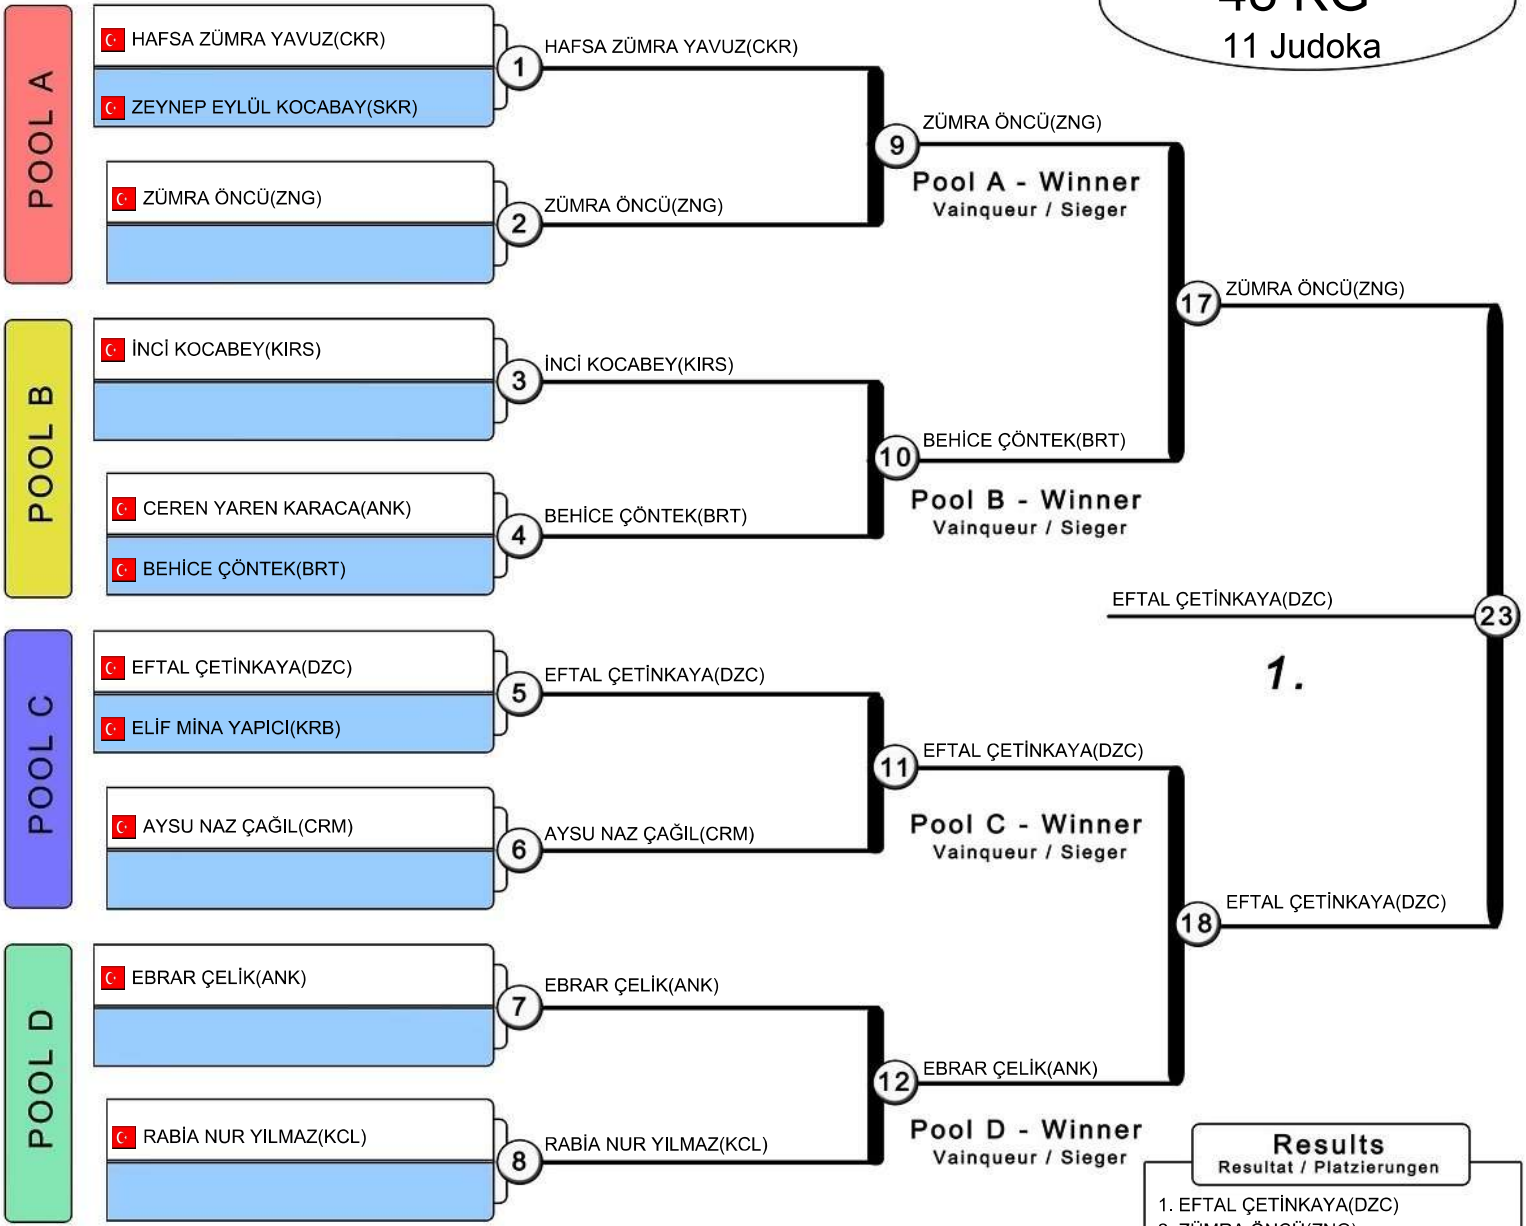 48 KG
11 Judoka
POOL A
HAFSA ZÜMRA YAVUZ(CKR)
ZEYNEP EYLÜL KOCABAY(SKR)
1
HAFSA ZÜMRA YAVUZ(CKR)
ZÜMRA ÖNCÜ(ZNG)
2
ZÜMRA ÖNCÜ(ZNG)
9
ZÜMRA ÖNCÜ(ZNG)
Pool A - Winner
Vainqueur / Sieger
POOL B
İNCİ KOCABEY(KIRS)
3
İNCİ KOCABEY(KIRS)
CEREN YAREN KARACA(ANK)
BEHİCE ÇÖNTEK(BRT)
4
BEHİCE ÇÖNTEK(BRT)
10
BEHİCE ÇÖNTEK(BRT)
Pool B - Winner
Vainqueur / Sieger
17
ZÜMRA ÖNCÜ(ZNG)
POOL C
EFTAL ÇETİNKAYA(DZC)
ELİF MİNA YAPICI(KRB)
5
EFTAL ÇETİNKAYA(DZC)
AYSU NAZ ÇAĞIL(CRM)
6
AYSU NAZ ÇAĞIL(CRM)
11
EFTAL ÇETİNKAYA(DZC)
Pool C - Winner
Vainqueur / Sieger
POOL D
EBRAR ÇELİK(ANK)
7
EBRAR ÇELİK(ANK)
RABİA NUR YILMAZ(KCL)
8
RABİA NUR YILMAZ(KCL)
12
EBRAR ÇELİK(ANK)
Pool D - Winner
Vainqueur / Sieger
18
EFTAL ÇETİNKAYA(DZC)
EFTAL ÇETİNKAYA(DZC)
23
1.
Results
Resultat / Platzierungen
1. EFTAL ÇETİNKAYA(DZC)
2. ZÜMRA ÖNCÜ(ZNG)